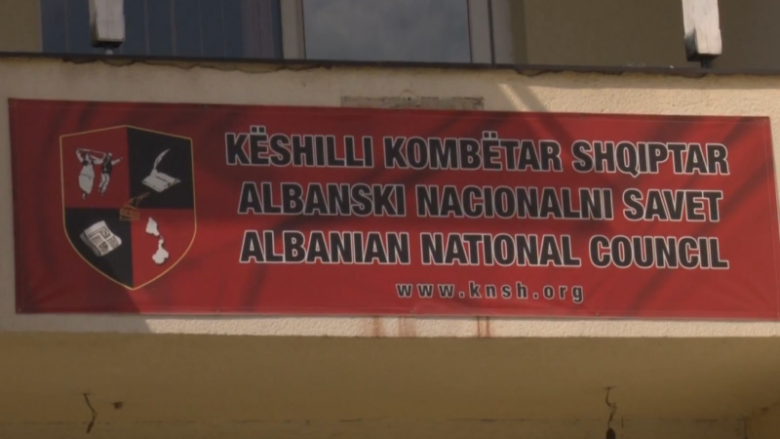 KËSHILLI KOMBËTAR SHQIPTAR
ALBANSKI NACIONALNI SAVET
ALBANIAN NATIONAL COUNCIL
www.knsh.org